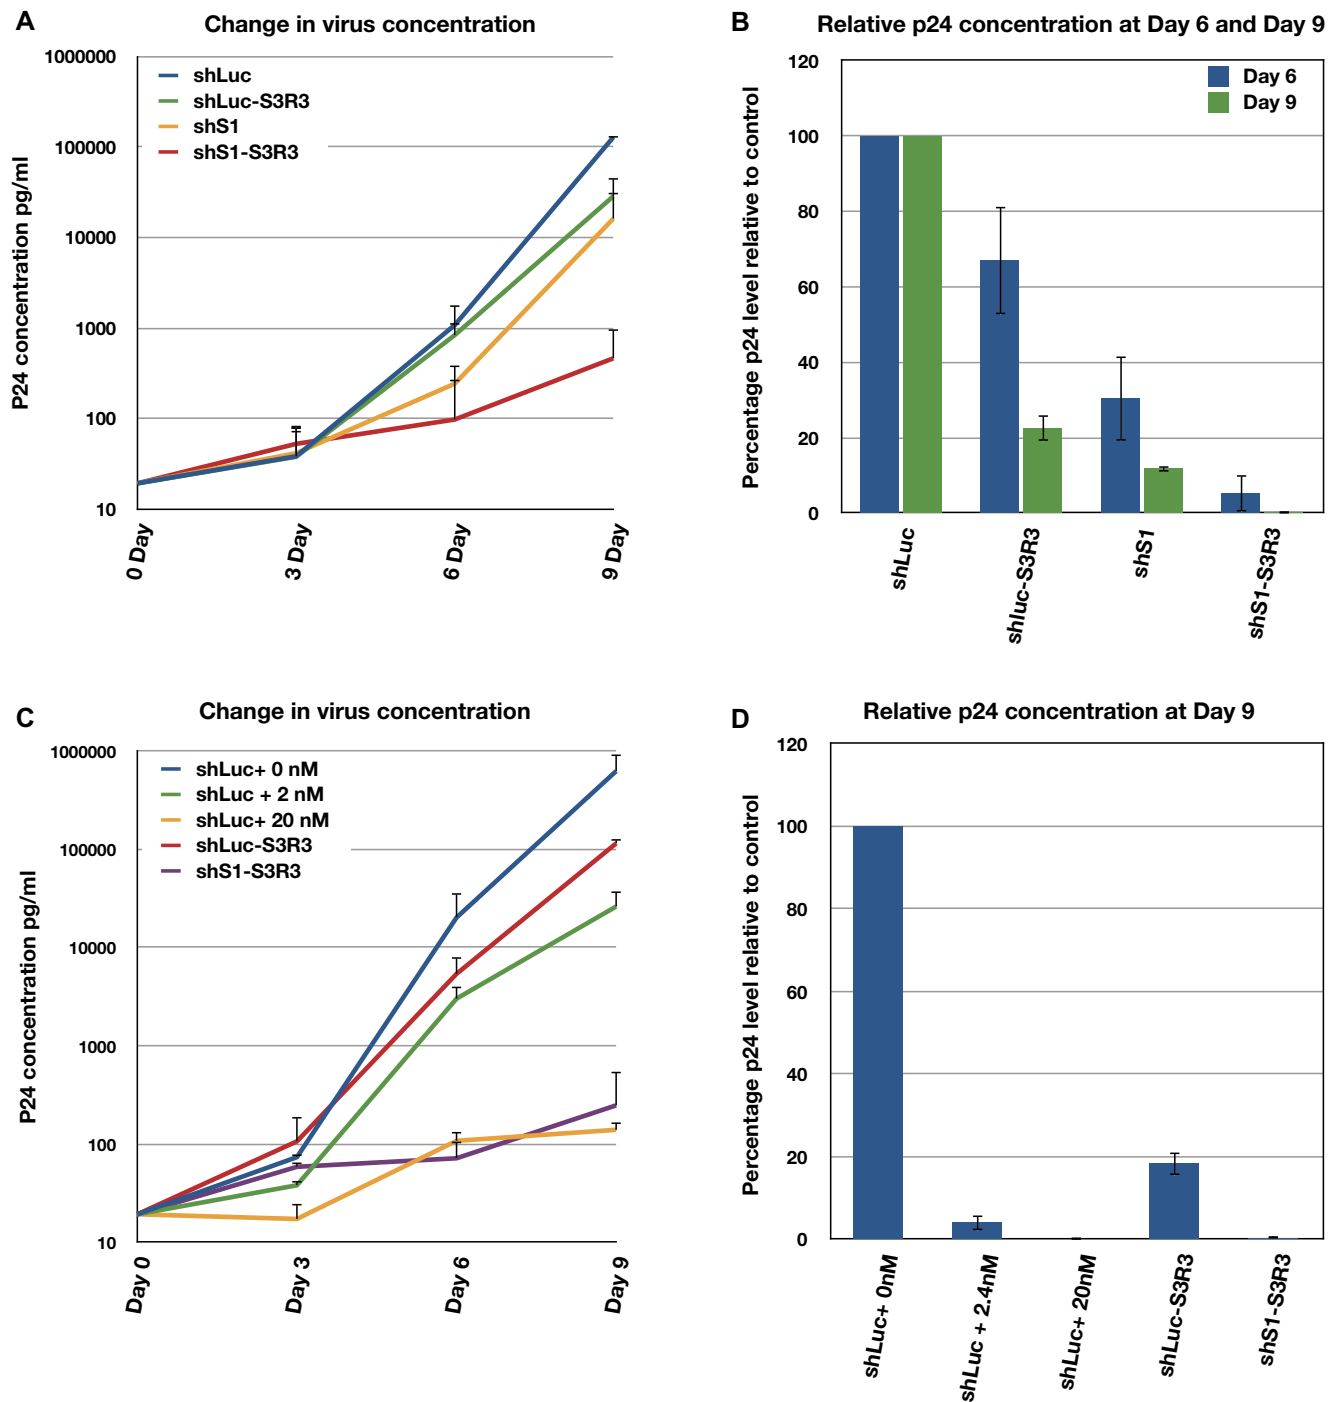 A
Change in virus concentration
P24 concentration pg/ml
1000000
100000
10000
1000
100
10
shLuc
shLuc-S3R3
shS1
shS1-S3R3
0 Day
3 Day
6 Day
9 Day
B
Relative p24 concentration at Day 6 and Day 9
Percentage p24 level relative to control
120
100
80
60
40
20
0
Day 6
Day 9
shLuc
shluc-S3R3
shS1
shS1-S3R3
C
Change in virus concentration
P24 concentration pg/ml
1000000
100000
10000
1000
100
10
shLuc+ 0 nM
shLuc + 2 nM
shLuc+ 20 nM
shLuc-S3R3
shS1-S3R3
Day 0
Day 3
Day 6
Day 9
D
Relative p24 concentration at Day 9
Percentage p24 level relative to control
120
100
80
60
40
20
0
shLuc+ 0nM
shLuc + 2.4nM
shLuc+ 20nM
shLuc-S3R3
shS1-S3R3